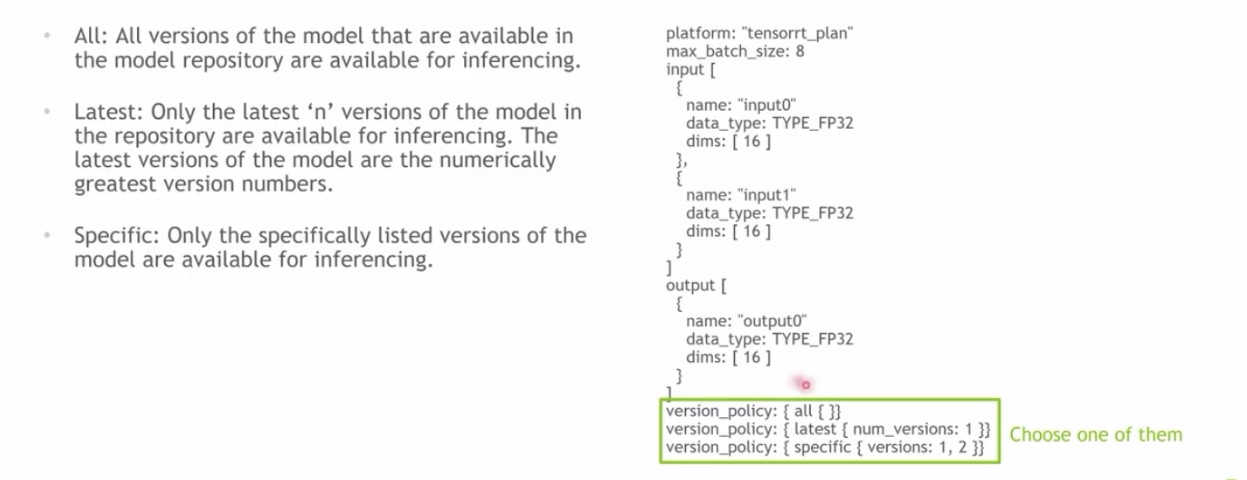 All: All versions of the model that are available in
the model repository are available for inferencing.
Latest: Only the latest ‘n’ versions of the model in
the repository are available for inferencing. The
latest versions of the model are the numerically
greatest version numbers.
Specific: Only the specifically listed versions of the
model are available for inferencing.
platform: "tensorrt_plan"
max_batch_size: 8
input [
{
name: "input0"
data_type: TYPE_FP32
dims: [ 16 ]
},
{
name: "input1"
data_type: TYPE_FP32
dims: [ 16 ]
}
]
output [
{
name: "output0"
data_type: TYPE_FP32
dims: [ 16 ]
}
]
version_policy: { all { }}
version_policy: { latest { num_versions: 1 }}
version_policy: { specific { versions: 1, 2 }}
Choose one of them